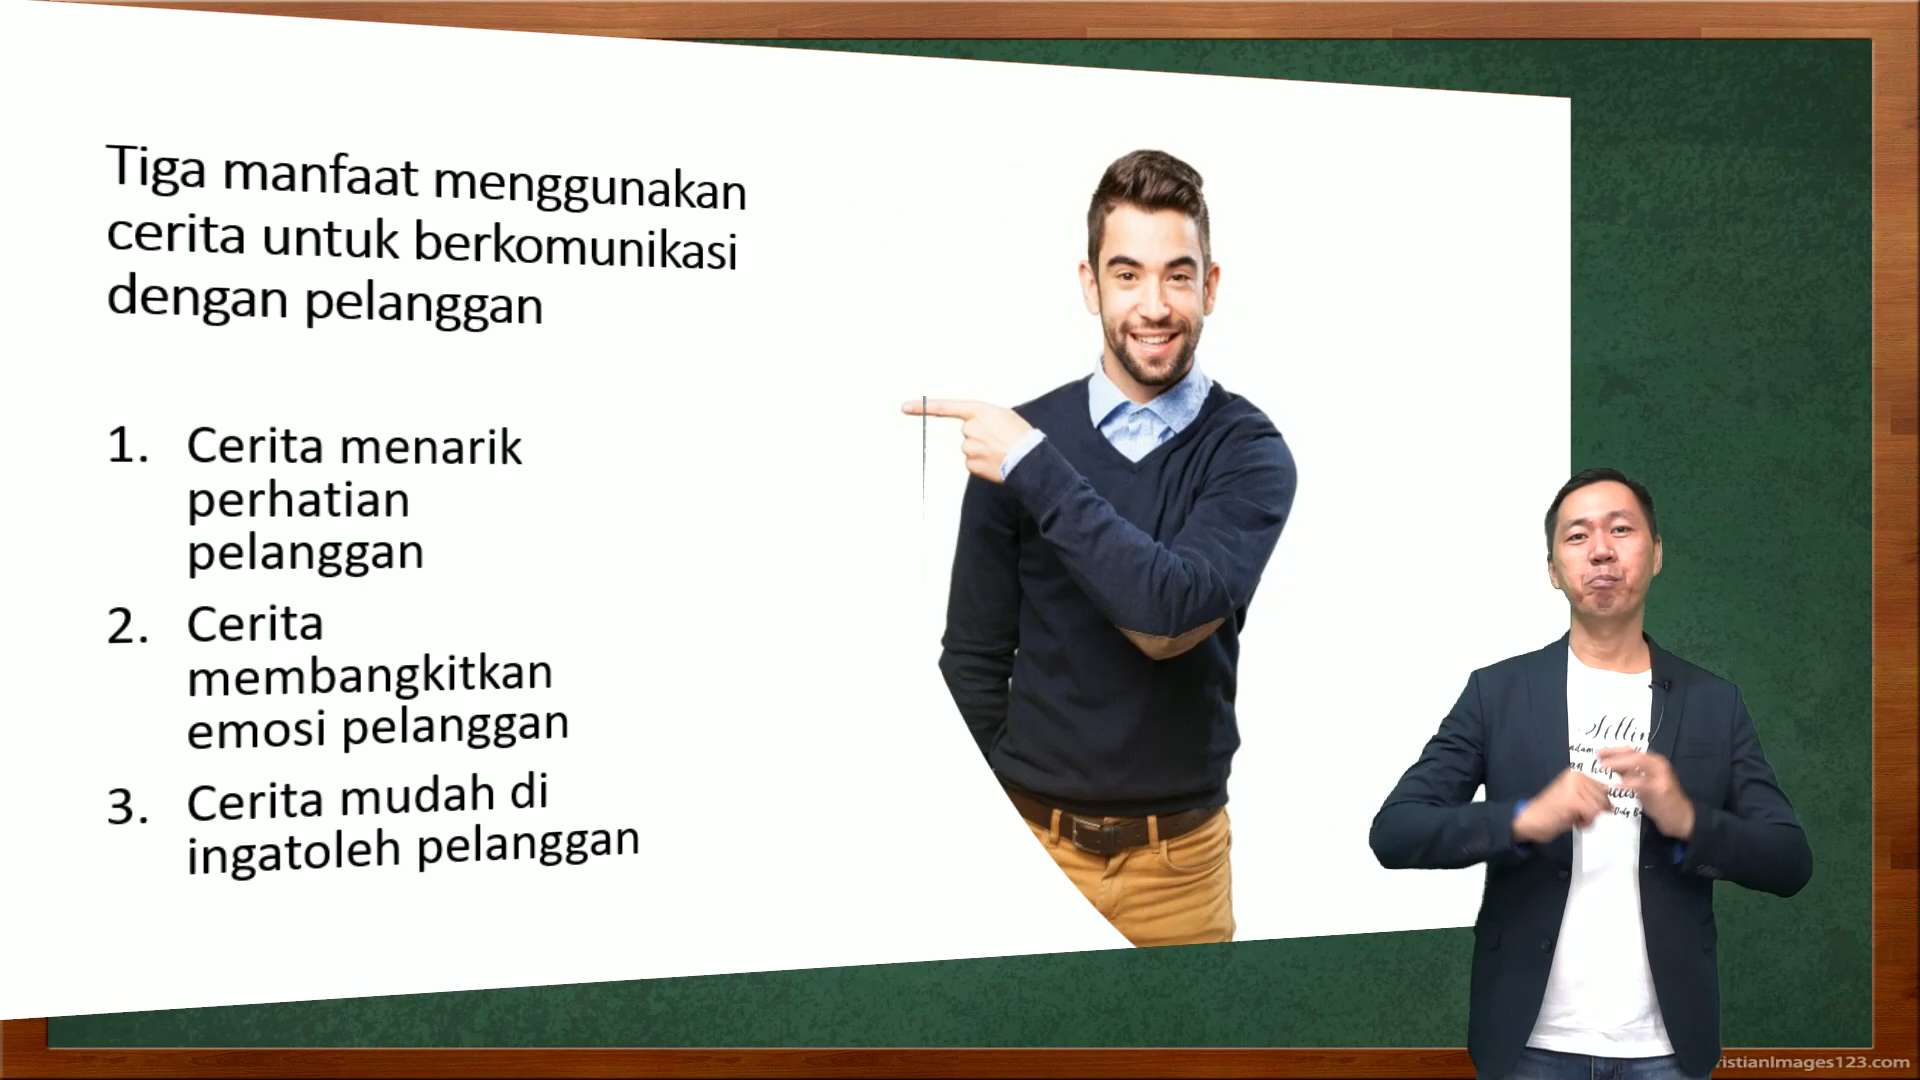 Tiga manfaat menggunakan
cerita untuk berkomunikasi
dengan pelanggan
1. Cerita menarik
perhatian
pelanggan
2. Cerita
membangkitkan
emosi pelanggan
3. Cerita mudah di
ingatoleh pelanggan
ristianImages123.com